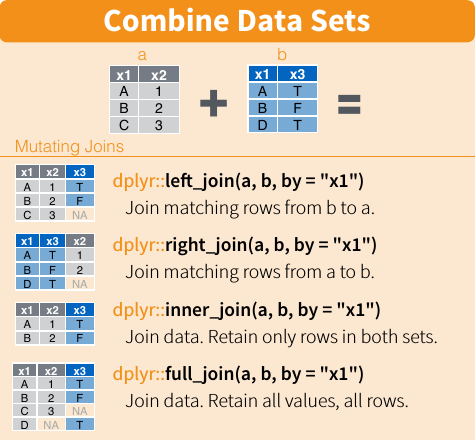 Combine Data Sets
a b
x1 x2 x1 x3
A 1 A T
B 2 B F
C 3 D T
+ =
Mutating Joins
x1 x2 x3
A 1 T
B 2 F
C 3 NA
dplyr::left_join(a, b, by = "x1")
Join matching rows from b to a.
x1 x3 x2
A T 1
B F 2
D T NA
dplyr::right_join(a, b, by = "x1")
Join matching rows from a to b.
x1 x2 x3
A 1 T
B 2 F
dplyr::inner_join(a, b, by = "x1")
Join data. Retain only rows in both sets.
x1 x2 x3
A 1 T
B 2 F
C 3 NA
D NA T
dplyr::full_join(a, b, by = "x1")
Join data. Retain all values, all rows.